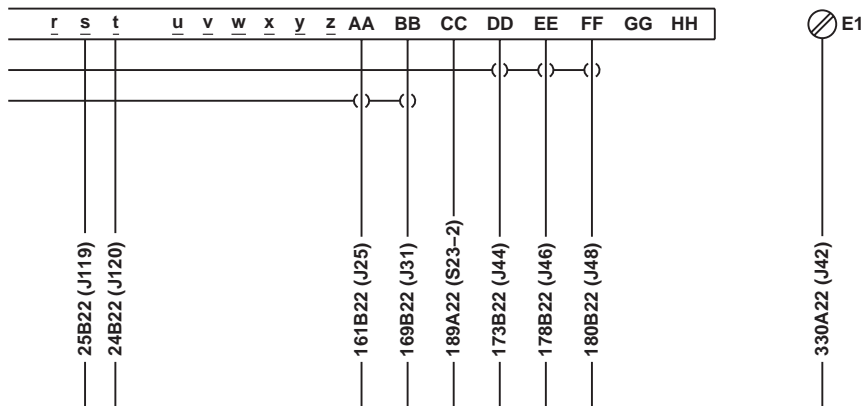 r s t u v w x y z AA BB CC DD EE FF GG HH
E1
25B22 (J119)
24B22 (J120)
161B22 (J25)
169B22 (J31)
189A22 (S23–2)
173B22 (J44)
178B22 (J46)
180B22 (J48)
330A22 (J42)